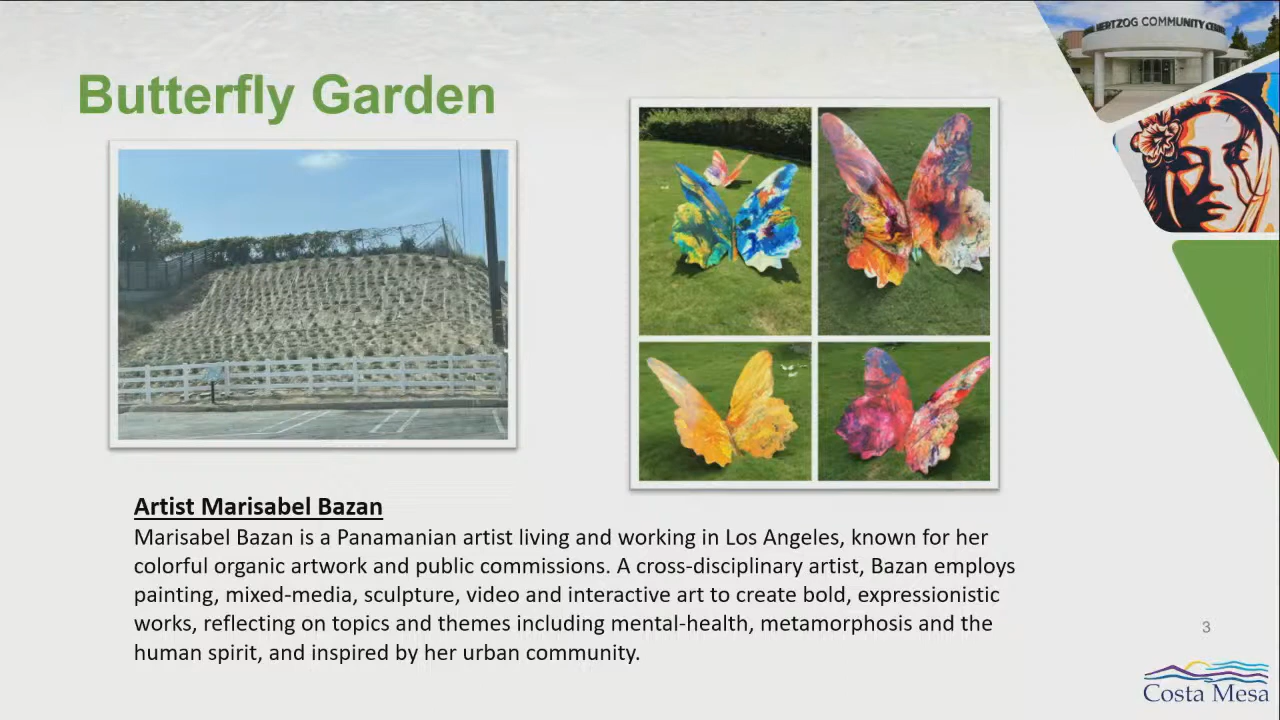 HERTZOG COMMUNITY CE
Butterfly Garden
Artist Marisabel Bazan
Marisabel Bazan is a Panamanian artist living and working in Los Angeles, known for her
colorful organic artwork and public commissions. A cross-disciplinary artist, Bazan employs
painting, mixed-media, sculpture, video and interactive art to create bold, expressionistic
works, reflecting on topics and themes including mental-health, metamorphosis and the
human spirit, and inspired by her urban community.
3
Costa Mesa